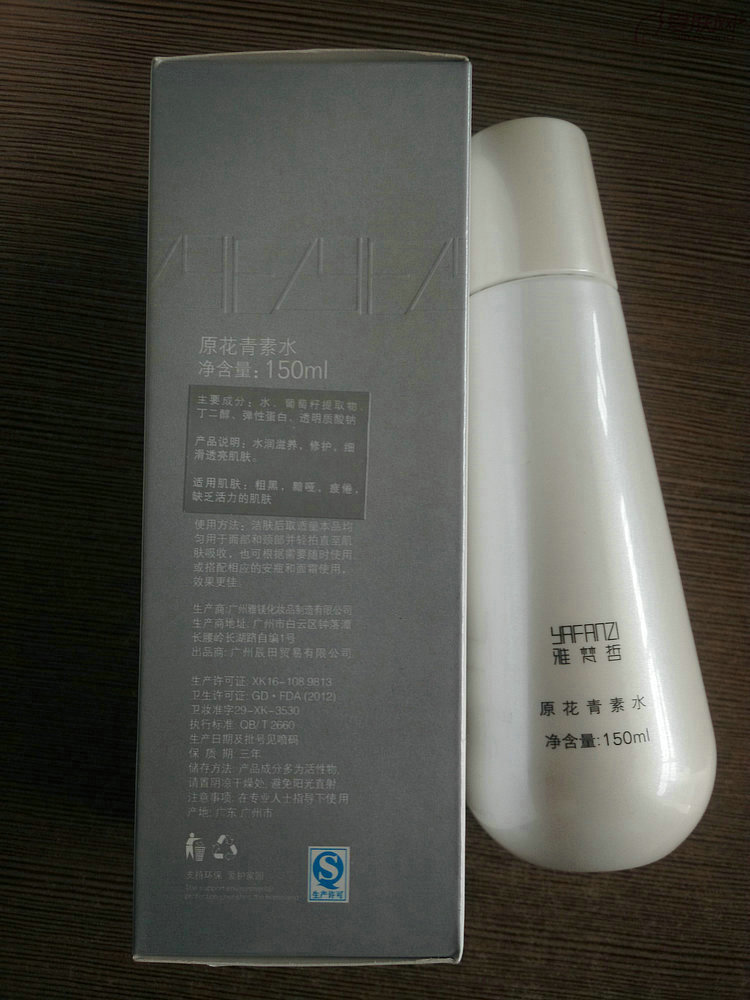 原花青素水
净含量：150ml
主要成分：水、葡萄籽提取物、
丁二醇、弹性蛋白、透明质酸钠
产品说明：水润滋养、修护、细
滑透亮肌肤。
适用肌肤：粗黑、黯哑、疲倦、
缺乏活力的肌肤
使用方法：洁肤后取适量本品均
匀用于面部和颈部并轻拍直至肌
肤吸收，也可根据需要随时使用，
或搭配相应的安瓶和面霜使用，
效果更佳。
生产商：广州雅镁化妆品制造有限公司
生产商地址：广州市白云区钟落潭
长腰岭长湖路自编1号
出品商：广州辰田贸易有限公司
生产许可证：XK16-108 9813
卫生许可证：GD·FDA(2012)
卫妆准字29-XK-3530
执行标准：QB/T 2660
生产日期及批号见喷码
保 质 期：三年
储存方法：产品成分多为活性物，
请置阴凉干燥处，避免阳光直射
注意事项：在专业人士指导下使用
产地：广东 广州市
支持环保 爱护家园
The support environmental
生产许可
YAFANZI
雅梵哲
原花青素水
净含量:150ml